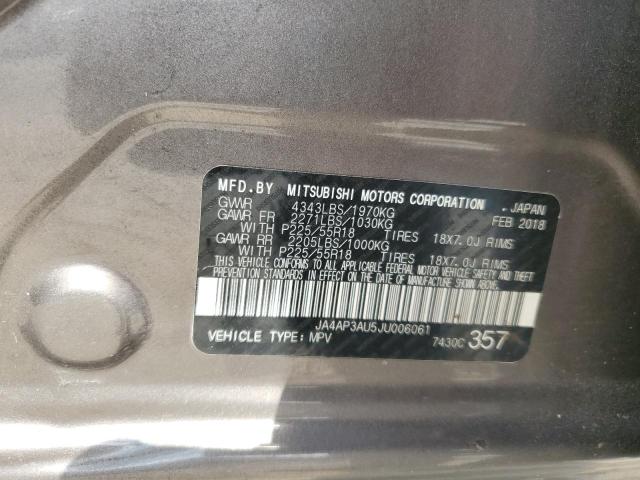 MFD.BY MITSUBISHI MOTORS CORPORATION - JAPAN
GVWR 4343LBS/1970KG FEB 2018
GAWR FR 2271LBS/1030KG
WITH P225/55R18 TIRES 18X7.0J RIMS
GAWR RR 2205LBS/1000KG
WITH P225/55R18 TIRES 18X7.0J RIMS
THIS VEHICLE CONFORMS TO ALL APPLICABLE FEDERAL MOTOR VEHICLE SAFETY AND THEFT
PREVENTION STANDARDS IN EFFECT ON THE DATE OF MANUFACTURE SHOWN ABOVE.
JA4AP3AU5JU006061
VEHICLE TYPE: MPV 7430C 357